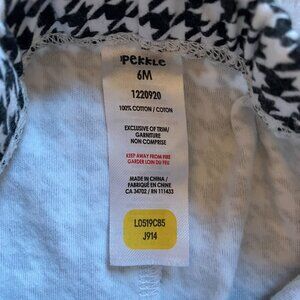 PEKKLE
6M
1220920
100% COTTON / COTON
EXCLUSIVE OF TRIM/
GARNITURE
NON COMPRISE
KEEP AWAY FROM FIRE
GARDER LOIN DU FEU
MADE IN CHINA /
FABRIQUÉ EN CHINE
CA 34702 / RN 111433
L0519C85
J914